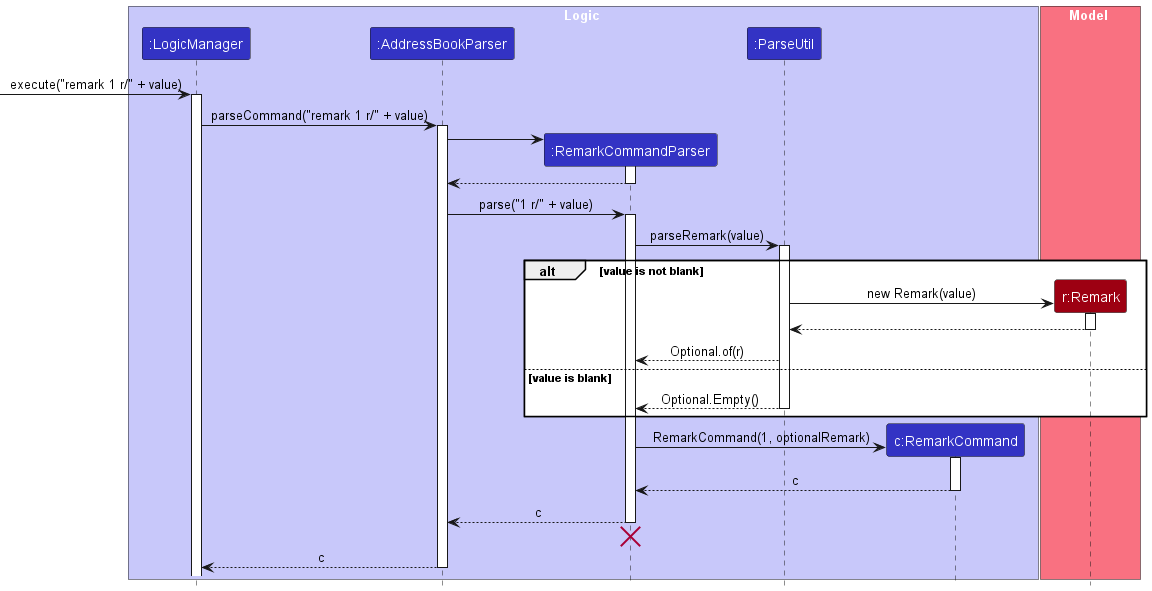 Logic
Model
:LogicManager
:AddressBookParser
:ParseUtil
execute("remark 1 r/" + value)
parseCommand("remark 1 r/" + value)
:RemarkCommandParser
parse("1 r/" + value)
parseRemark(value)
alt
[value is not blank]
new Remark(value)
r:Remark
Optional.of(r)
[value is blank]
Optional.Empty()
RemarkCommand(1, optionalRemark)
c:RemarkCommand
c
c
c